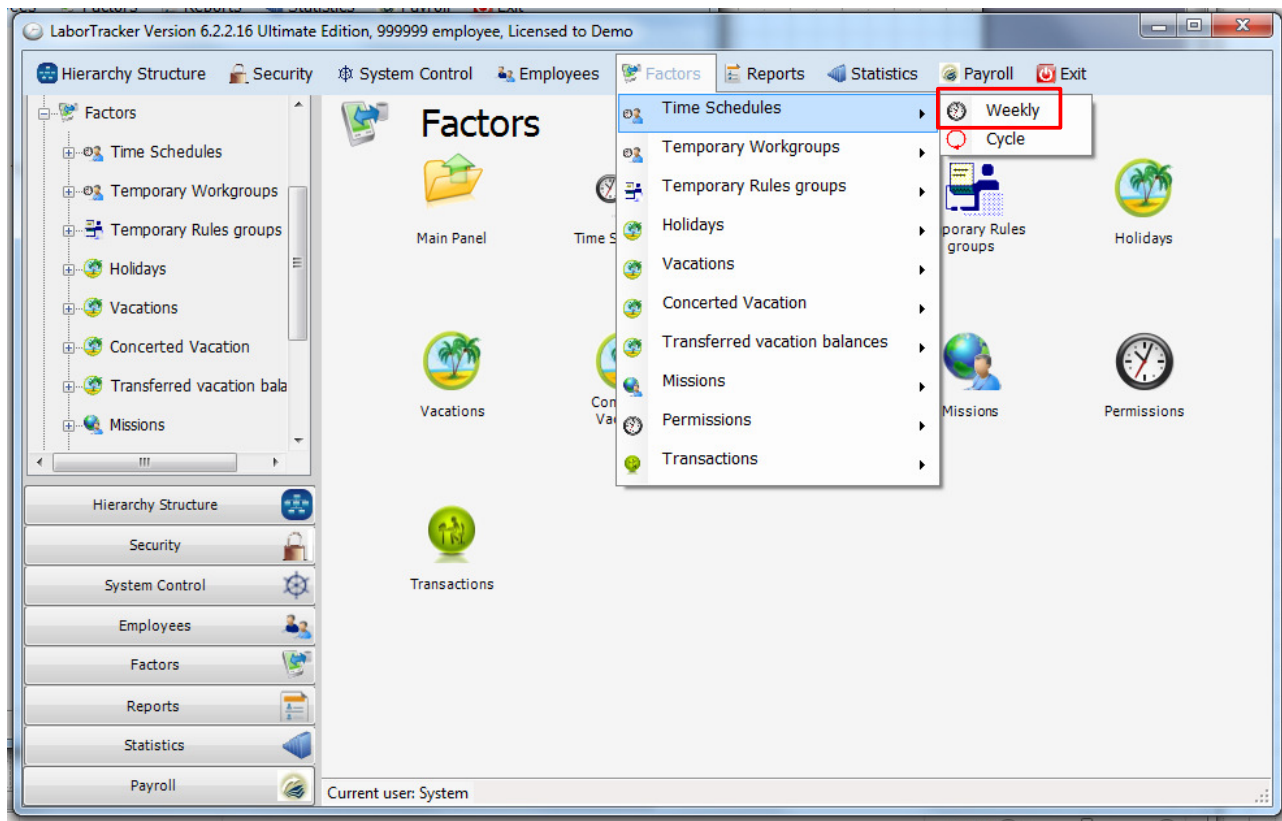 LaborTracker Version 6.2.2.16 Ultimate Edition, 999999 employee, Licensed to Demo
Hierarchy Structure Security System Control Employees Factors Reports Statistics Payroll Exit
Factors
Time Schedules
Temporary Workgroups
Temporary Rules groups
Holidays
Vacations
Concerted Vacation
Transferred vacation bala
Missions
Hierarchy Structure
Security
System Control
Employees
Factors
Reports
Statistics
Payroll
Factors
Main Panel
Time S
porary Rules
groups
Holidays
Vacations
Con
Va
Missions
Permissions
Transactions
Time Schedules
Temporary Workgroups
Temporary Rules groups
Holidays
Vacations
Concerted Vacation
Transferred vacation balances
Missions
Permissions
Transactions
Weekly
Cycle
Current user: System